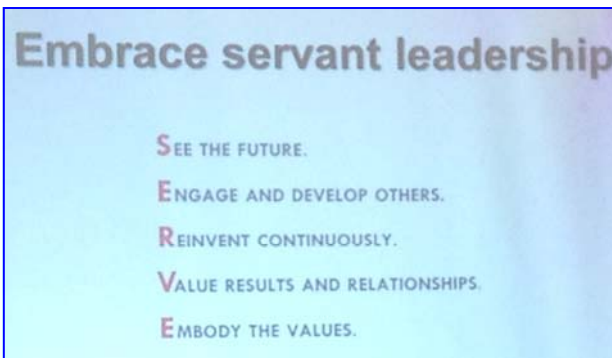 Embrace servant leadership
SEE THE FUTURE.
ENGAGE AND DEVELOP OTHERS.
REINVENT CONTINUOUSLY.
VALUE RESULTS AND RELATIONSHIPS.
EMBODY THE VALUES.